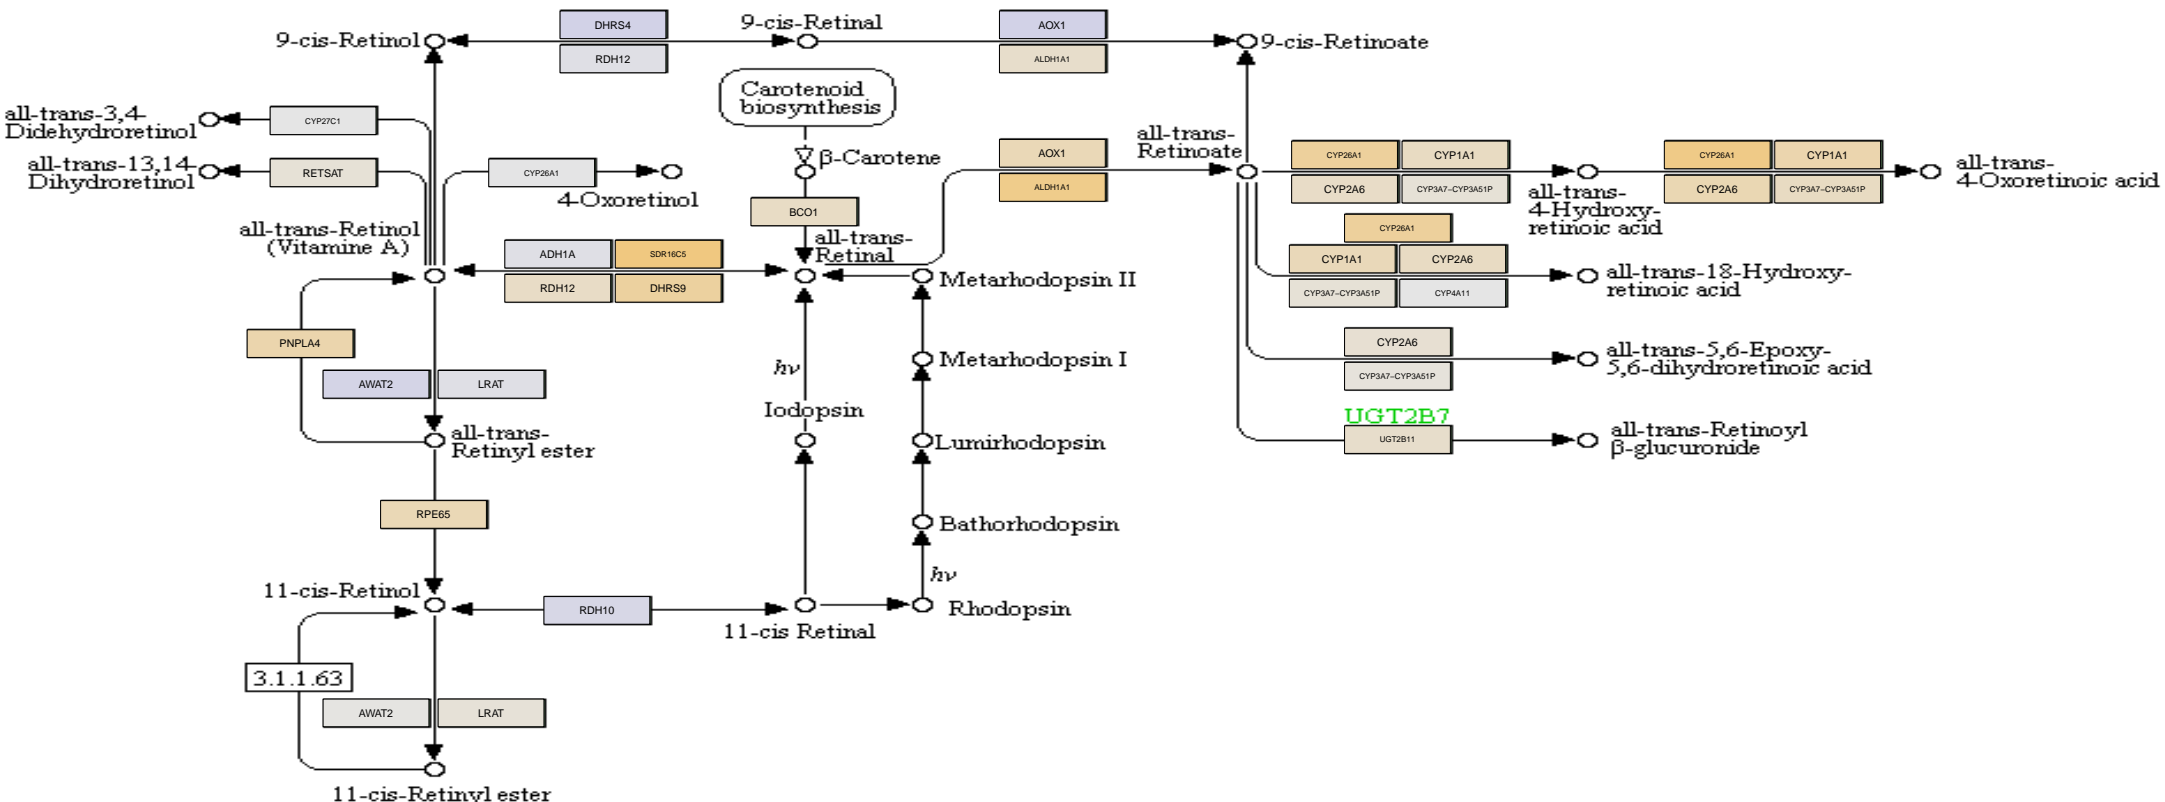 DHRS4
9-cis-Retinal
AOX1
9-cis-Retinol
9-cis-Retinoate
RDH12
ALDH1A1
Carotenoid
biosynthesis
all-trans-3,4-
Didehydroretinol
CYP27C1
all-trans-13,14-
Dihydroretinol
RETSAT
CYP26A1
4-Oxoretinol
β-Carotene
BCO1
AOX1
ALDH1A1
all-trans-
Retinoate
CYP26A1
CYP1A1
CYP2A6
CYP3A7-CYP3A51P
all-trans-
4-Hydroxy-
retinoic acid
CYP26A1
CYP1A1
CYP2A6
CYP3A7-CYP3A51P
all-trans-
4-Oxoretinoic acid
all-trans-Retinol
(Vitamine A)
ADH1A
SDR16C5
RDH12
DHRS9
all-trans-
Retinal
Metarhodopsin II
CYP26A1
CYP1A1
CYP2A6
CYP3A7-CYP3A51P
CYP4A11
all-trans-18-Hydroxy-
retinoic acid
PNPLA4
AWAT2
LRAT
hν
Metarhodopsin I
CYP2A6
CYP3A7-CYP3A51P
all-trans-5,6-Epoxy-
5,6-dihydroretinoic acid
Iodopsin
UGT2B7
UGT2B11
all-trans-Retinoyl
β-glucuronide
all-trans-
Retinyl ester
Lumirhodopsin
RPE65
Bathorhodopsin
hν
11-cis-Retinol
RDH10
11-cis Retinal
Rhodopsin
3.1.1.63
AWAT2
LRAT
11-cis-Retinyl ester